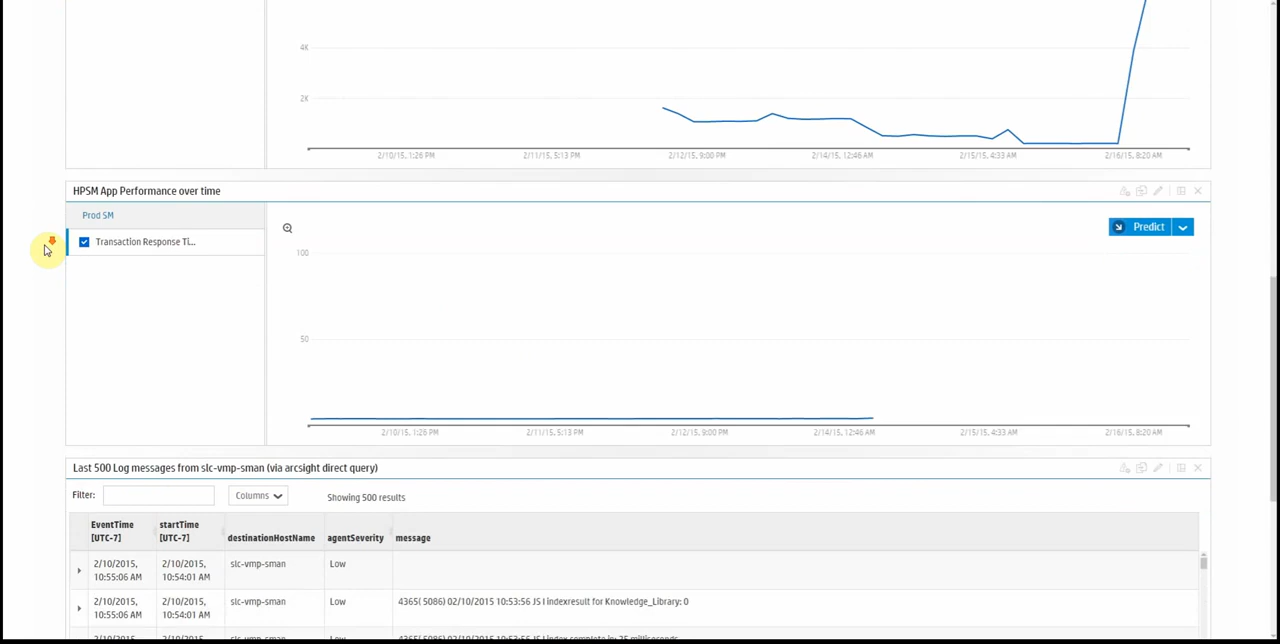 4K
2K
2/10/15, 1:26 PM 2/11/15, 5:13 PM 2/12/15, 9:00 PM 2/14/15, 12:46 AM 2/15/15, 4:33 AM 2/16/15, 8:20 AM
HPSM App Performance over time
Prod SM
Transaction Response Ti...
Predict
100
50
2/10/15, 1:26 PM 2/11/15, 5:13 PM 2/12/15, 9:00 PM 2/14/15, 12:46 AM 2/15/15, 4:33 AM 2/16/15, 8:20 AM
Last 500 Log messages from slc-vmp-sman (via arcsight direct query)
Filter: Columns Showing 500 results
EventTime [UTC-7] startTime [UTC-7] destinationHostName agentSeverity message
2/10/2015, 10:55:06 AM 2/10/2015, 10:54:01 AM slc-vmp-sman Low
2/10/2015, 10:55:06 AM 2/10/2015, 10:54:01 AM slc-vmp-sman Low 4365( 5086) 02/10/2015 10:53:56 JS I indexresult for Knowledge_Library: 0